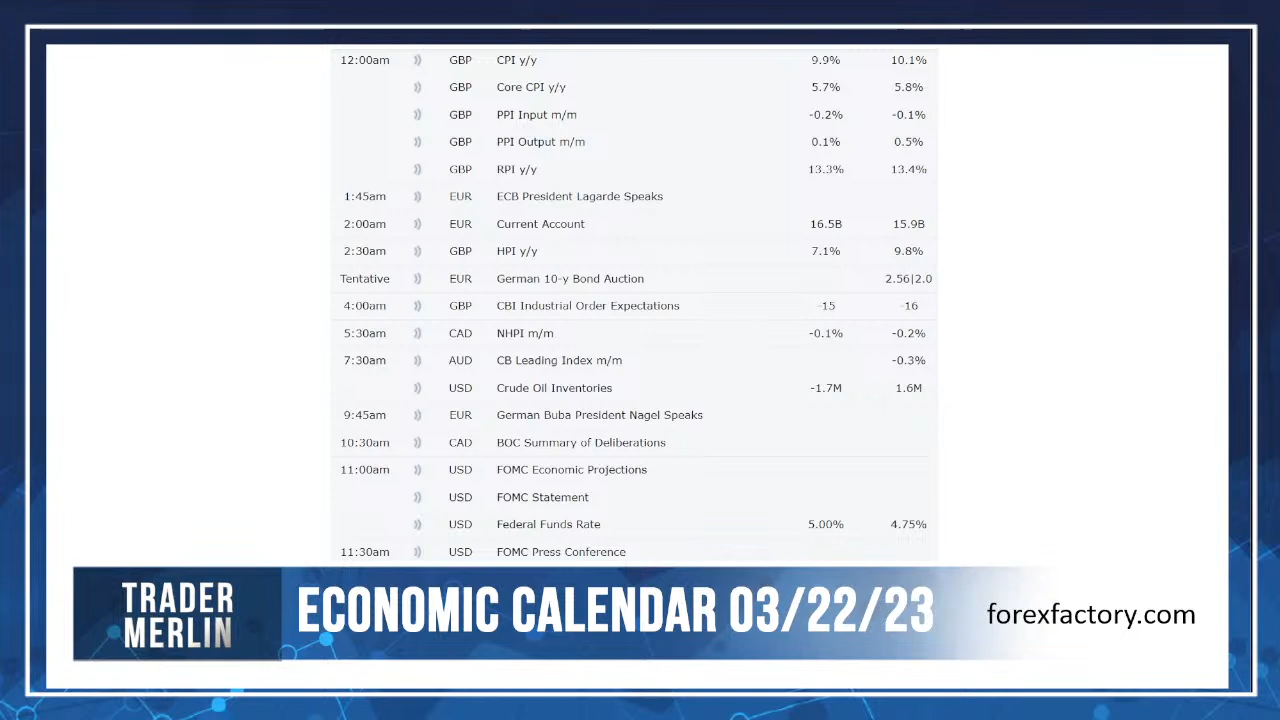 12:00am GBP CPI y/y 9.9% 10.1%
GBP Core CPI y/y 5.7% 5.8%
GBP PPI Input m/m -0.2% -0.1%
GBP PPI Output m/m 0.1% 0.5%
GBP RPI y/y 13.3% 13.4%
1:45am EUR ECB President Lagarde Speaks
2:00am EUR Current Account 16.5B 15.9B
2:30am GBP HPI y/y 7.1% 9.8%
Tentative EUR German 10-y Bond Auction 2.56|2.0
4:00am GBP CBI Industrial Order Expectations -15 -16
5:30am CAD NHPI m/m -0.1% -0.2%
7:30am AUD CB Leading Index m/m -0.3%
USD Crude Oil Inventories -1.7M 1.6M
9:45am EUR German Buba President Nagel Speaks
10:30am CAD BOC Summary of Deliberations
11:00am USD FOMC Economic Projections
USD FOMC Statement
USD Federal Funds Rate 5.00% 4.75%
11:30am USD FOMC Press Conference
TRADER
MERLIN
ECONOMIC CALENDAR 03/22/23
forexfactory.com